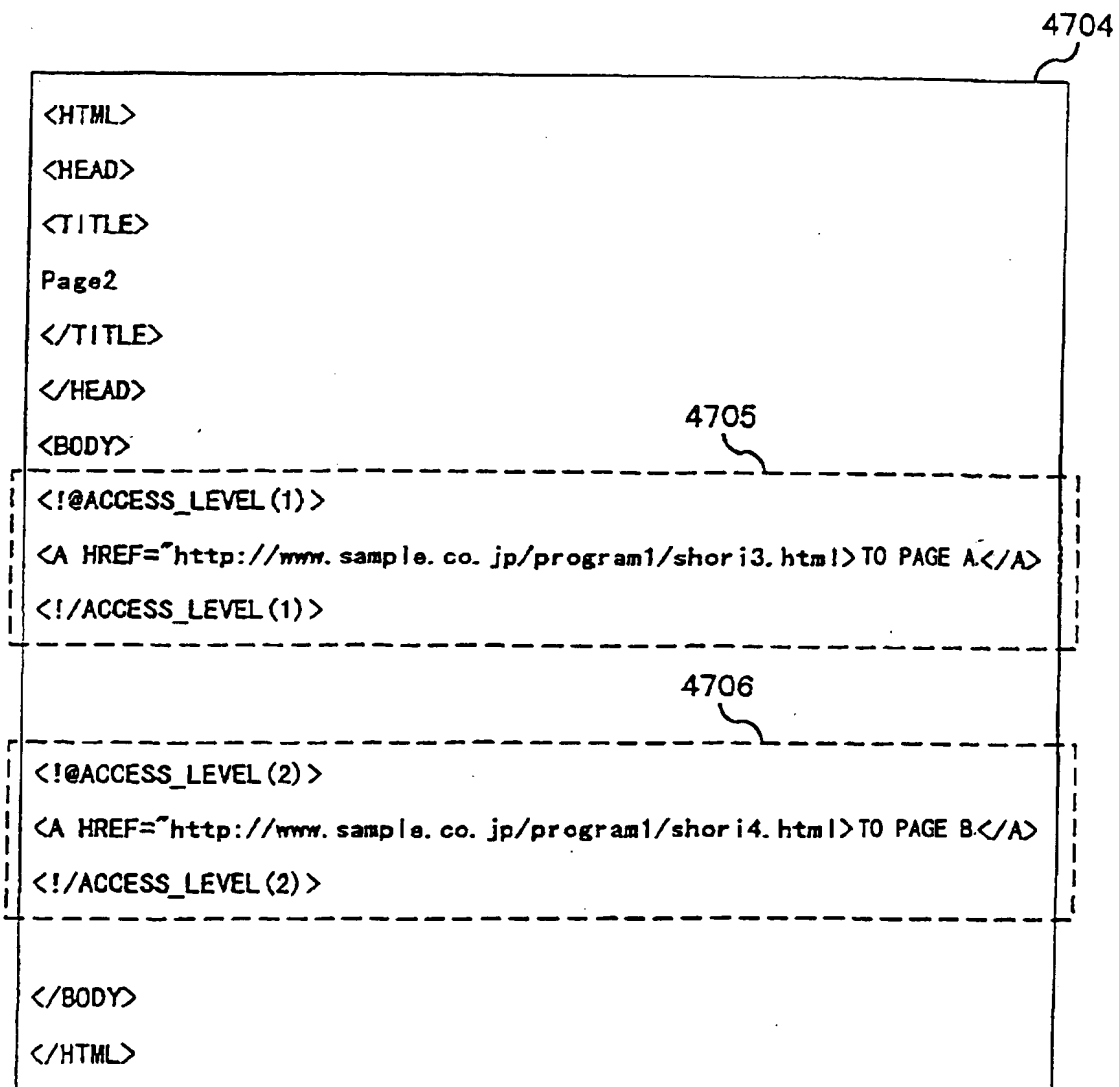 4704
<HTML>
<HEAD>
<TITLE>
Page2
</TITLE>
</HEAD>
<BODY>
4705
<!@ACCESS_LEVEL(1)>
<A HREF="http://www.sample.co.jp/program1/shori3.html>TO PAGE A.</A>
<!/ACCESS_LEVEL(1)>
4706
<!@ACCESS_LEVEL(2)>
<A HREF="http://www.sample.co.jp/program1/shori4.html>TO PAGE B.</A>
<!/ACCESS_LEVEL(2)>
</BODY>
</HTML>